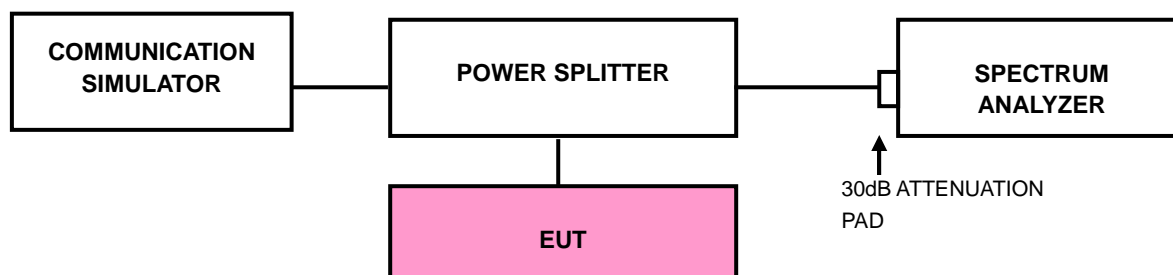 COMMUNICATION
SIMULATOR
POWER SPLITTER
SPECTRUM
ANALYZER
30dB ATTENUATION
PAD
EUT